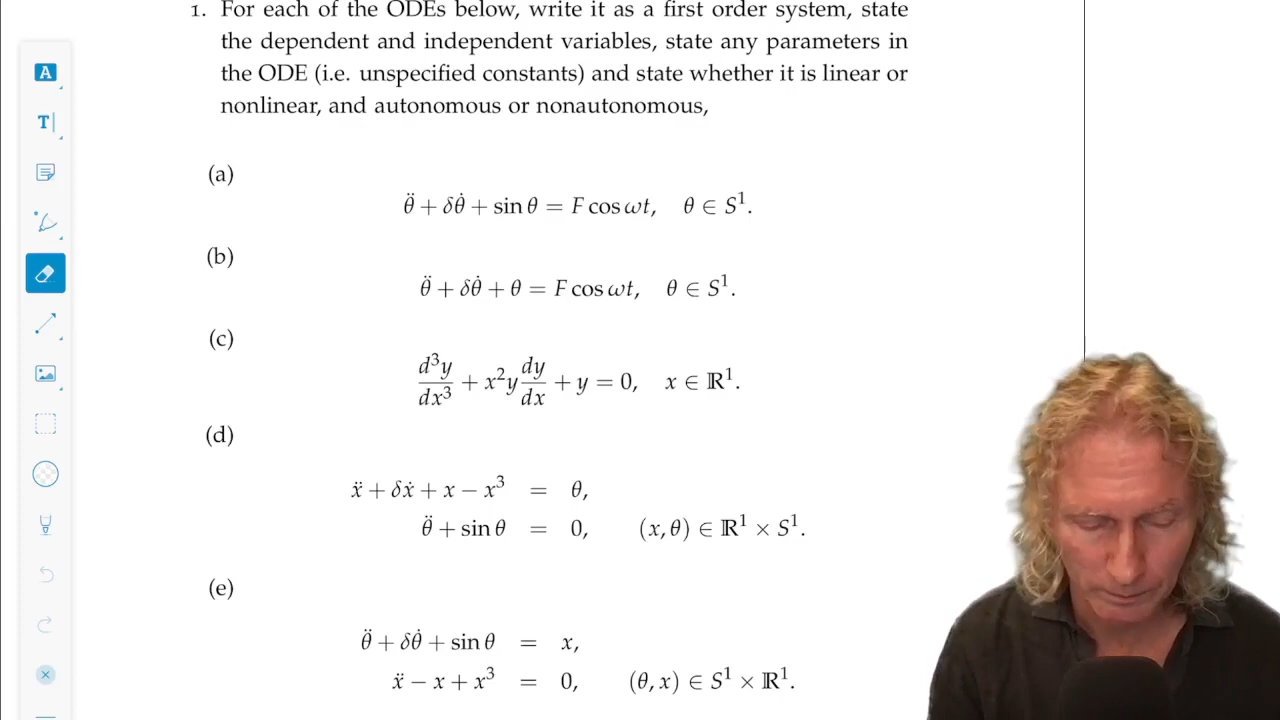 1. For each of the ODEs below, write it as a first order system, state
the dependent and independent variables, state any parameters in
the ODE (i.e. unspecified constants) and state whether it is linear or
nonlinear, and autonomous or nonautonomous,
(a)
θ̈ + δθ̇ + sin θ = F cos ωt, θ ∈ S¹.
(b)
θ̈ + δθ̇ + θ = F cos ωt, θ ∈ S¹.
(c)
d³y/dx³ + x²y dy/dx + y = 0, x ∈ ℝ¹.
(d)
ẍ + δẋ + x − x³ = θ,
θ̈ + sin θ = 0, (x, θ) ∈ ℝ¹ × S¹.
(e)
θ̈ + δθ̇ + sin θ = x,
ẍ − x + x³ = 0, (θ, x) ∈ S¹ × ℝ¹.
A
T